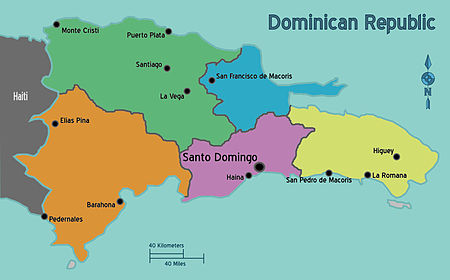 Dominican Republic
Monte Cristi
Puerto Plata
Santiago
San Francisco de Macoris
La Vega
Haiti
Elias Pina
N
Santo Domingo
Higuey
Haina
San Pedro de Macoris
La Romana
Barahona
Pedernales
40 Kilometers
40 Miles